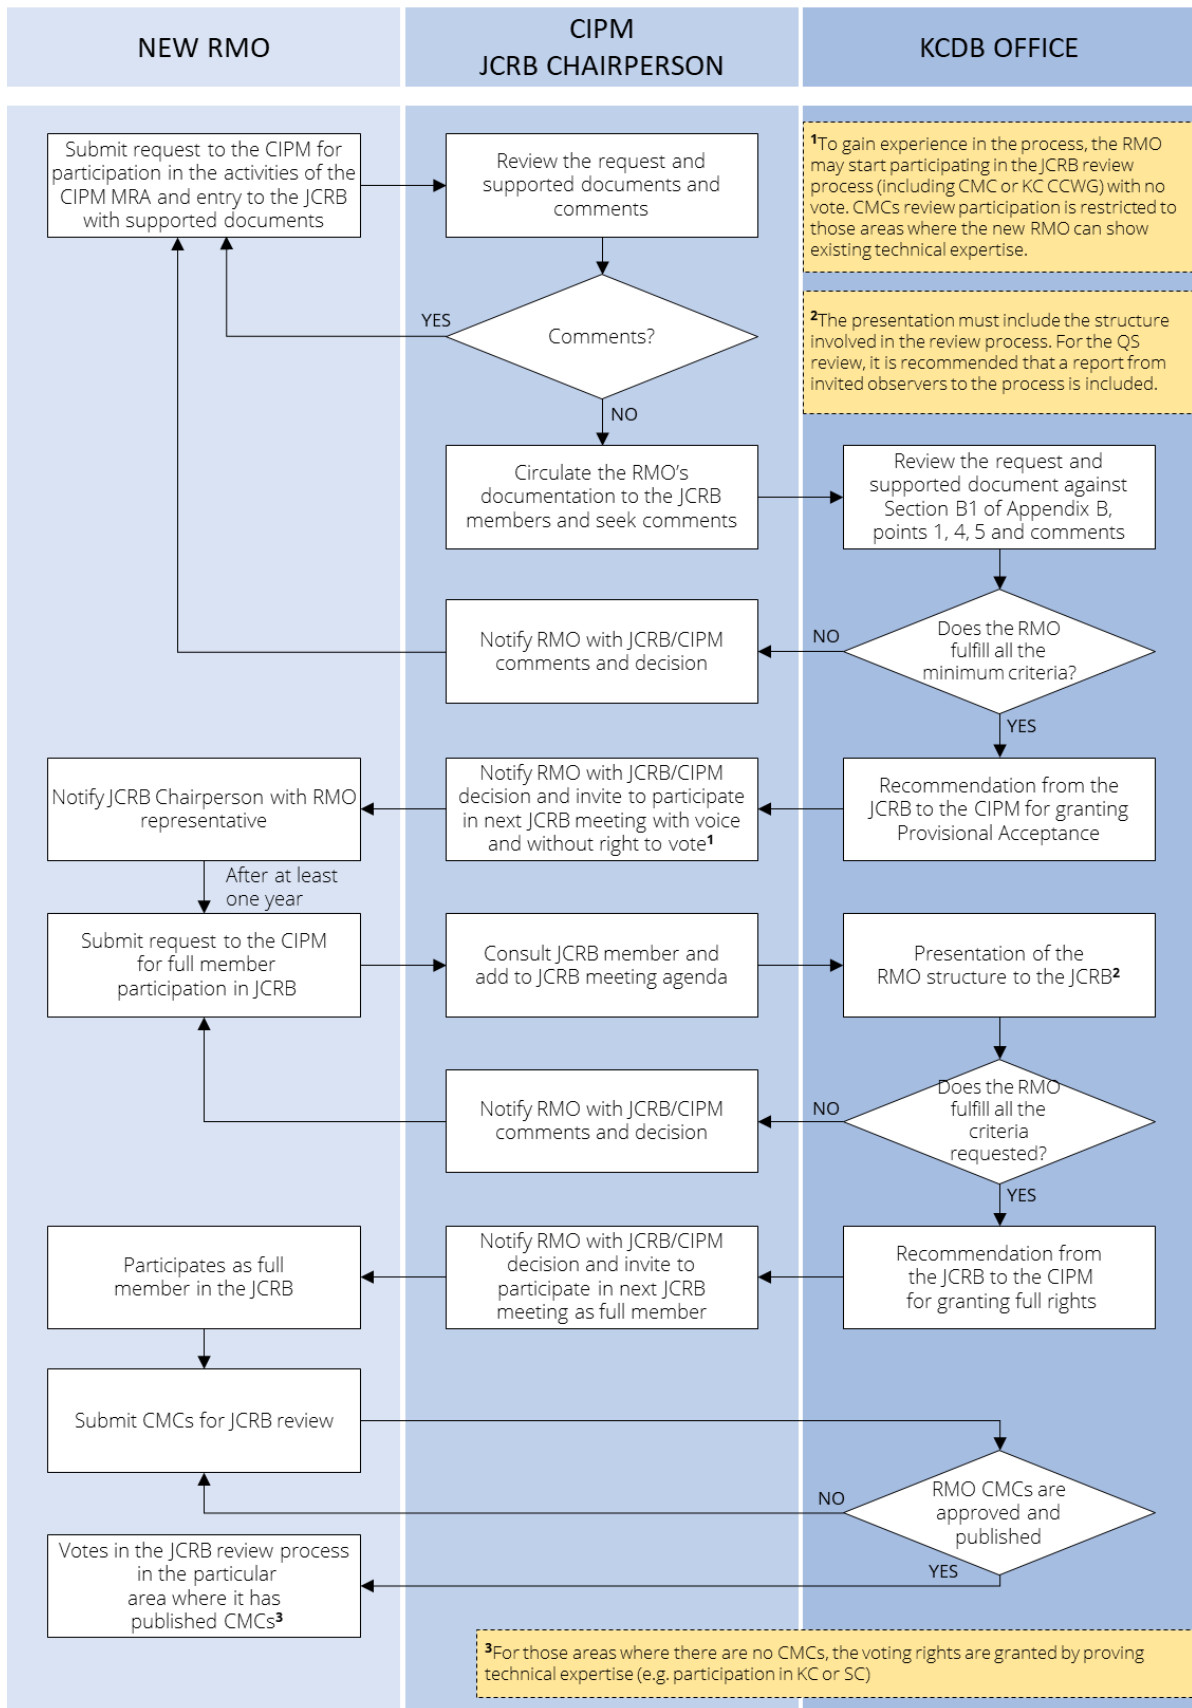 NEW RMO
CIPM
JCRB CHAIRPERSON
KCDB OFFICE
Submit request to the CIPM for
participation in the activities of the
CIPM MRA and entry to the JCRB
with supported documents
Review the request and
supported documents and
comments
¹To gain experience in the process, the RMO
may start participating in the JCRB review
process (including CMC or KC CCWG) with no
vote. CMCs review participation is restricted to
those areas where the new RMO can show
existing technical expertise.
YES
Comments?
NO
²The presentation must include the structure
involved in the review process. For the QS
review, it is recommended that a report from
invited observers to the process is included.
Circulate the RMO’s
documentation to the JCRB
members and seek comments
Review the request and
supported document against
Section B1 of Appendix B,
points 1, 4, 5 and comments
Notify RMO with JCRB/CIPM
comments and decision
NO
Does the RMO
fulfill all the
minimum criteria?
YES
Notify JCRB Chairperson with RMO
representative
Notify RMO with JCRB/CIPM
decision and invite to participate
in next JCRB meeting with voice
and without right to vote¹
Recommendation from the
JCRB to the CIPM for granting
Provisional Acceptance
After at least
one year
Submit request to the CIPM
for full member
participation in JCRB
Consult JCRB member and
add to JCRB meeting agenda
Presentation of the
RMO structure to the JCRB²
Notify RMO with JCRB/CIPM
comments and decision
NO
Does the RMO
fulfill all the
criteria
requested?
YES
Participates as full
member in the JCRB
Notify RMO with JCRB/CIPM
decision and invite to
participate in next JCRB
meeting as full member
Recommendation from
the JCRB to the CIPM
for granting full rights
Submit CMCs for JCRB review
NO
RMO CMCs are
approved and
published
YES
Votes in the JCRB review process
in the particular
area where it has
published CMCs³
³For those areas where there are no CMCs, the voting rights are granted by proving
technical expertise (e.g. participation in KC or SC)